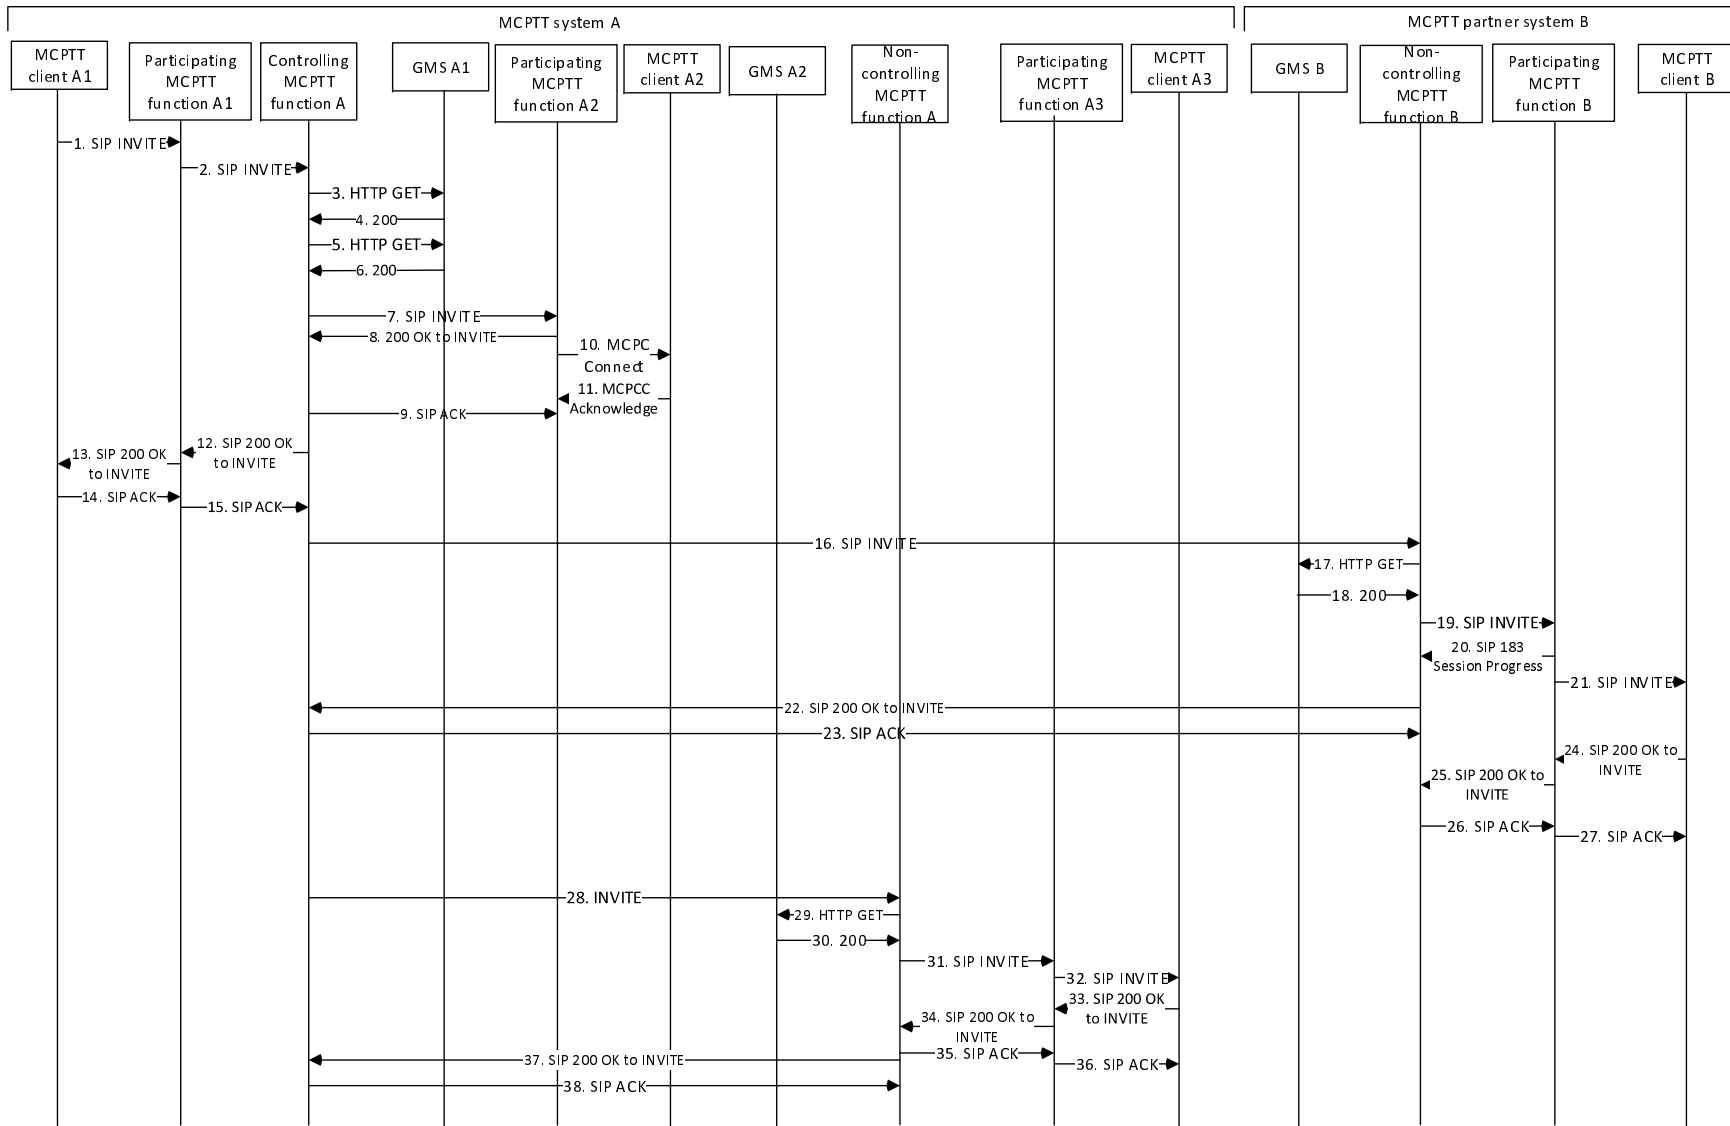 MCPTT system A
MCPTT partner system B
MCPTT
client A1
Participating
MCPTT
function A1
Controlling
MCPTT
function A
GMS A1
Participating
MCPTT
function A2
MCPTT
client A2
GMS A2
Non-
controlling
MCPTT
function A
Participating
MCPTT
function A3
MCPTT
client A3
GMS B
Non-
controlling
MCPTT
function B
Participating
MCPTT
function B
MCPTT
client B
1. SIP INVITE
2. SIP INVITE
3. HTTP GET
4. 200
5. HTTP GET
6. 200
7. SIP INVITE
8. 200 OK to INVITE
10. MCPC
Connect
11. MCPCC
Acknowledge
9. SIP ACK
12. SIP 200 OK
to INVITE
13. SIP 200 OK
to INVITE
14. SIP ACK
15. SIP ACK
16. SIP INVITE
17. HTTP GET
18. 200
19. SIP INVITE
20. SIP 183
Session Progress
21. SIP INVITE
22. SIP 200 OK to INVITE
23. SIP ACK
24. SIP 200 OK to
INVITE
25. SIP 200 OK to
INVITE
26. SIP ACK
27. SIP ACK
28. INVITE
29. HTTP GET
30. 200
31. SIP INVITE
32. SIP INVITE
33. SIP 200 OK
to INVITE
34. SIP 200 OK to
INVITE
35. SIP ACK
36. SIP ACK
37. SIP 200 OK to INVITE
38. SIP ACK